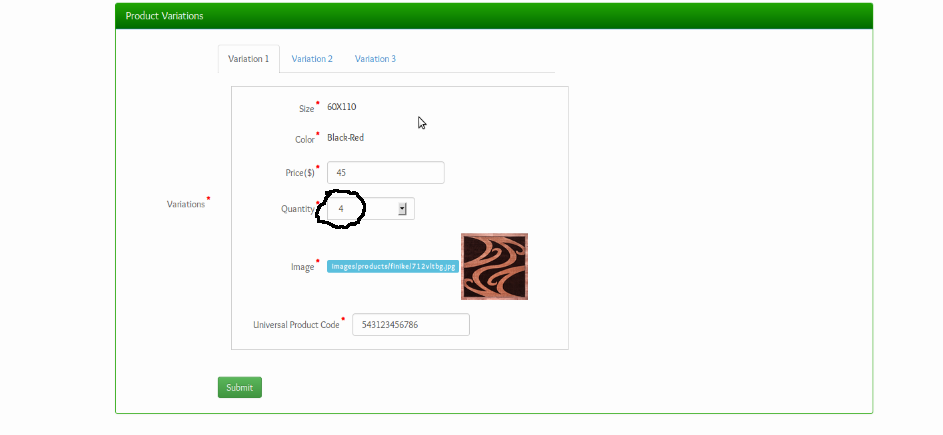 Product Variations
Variation 1 Variation 2 Variation 3
Size* 60X110
Color* Black-Red
Price($)* 45
Variations* Quantity* 4
Image* images/products/finike/712vltbg.jpg
Universal Product Code* 543123456786
Submit